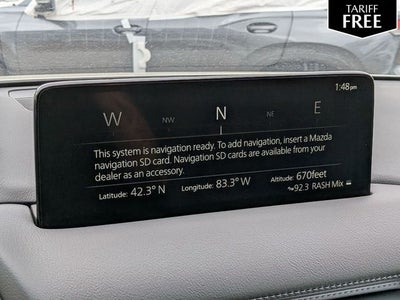 TARIFF
FREE
1:48pm
W NW N NE E
This system is navigation ready. To add navigation, insert a Mazda
navigation SD card. Navigation SD cards are available from your
dealer as an accessory.
Latitude: 42.3° N Longitude: 83.3° W Altitude: 670feet
92.3 RASH Mix